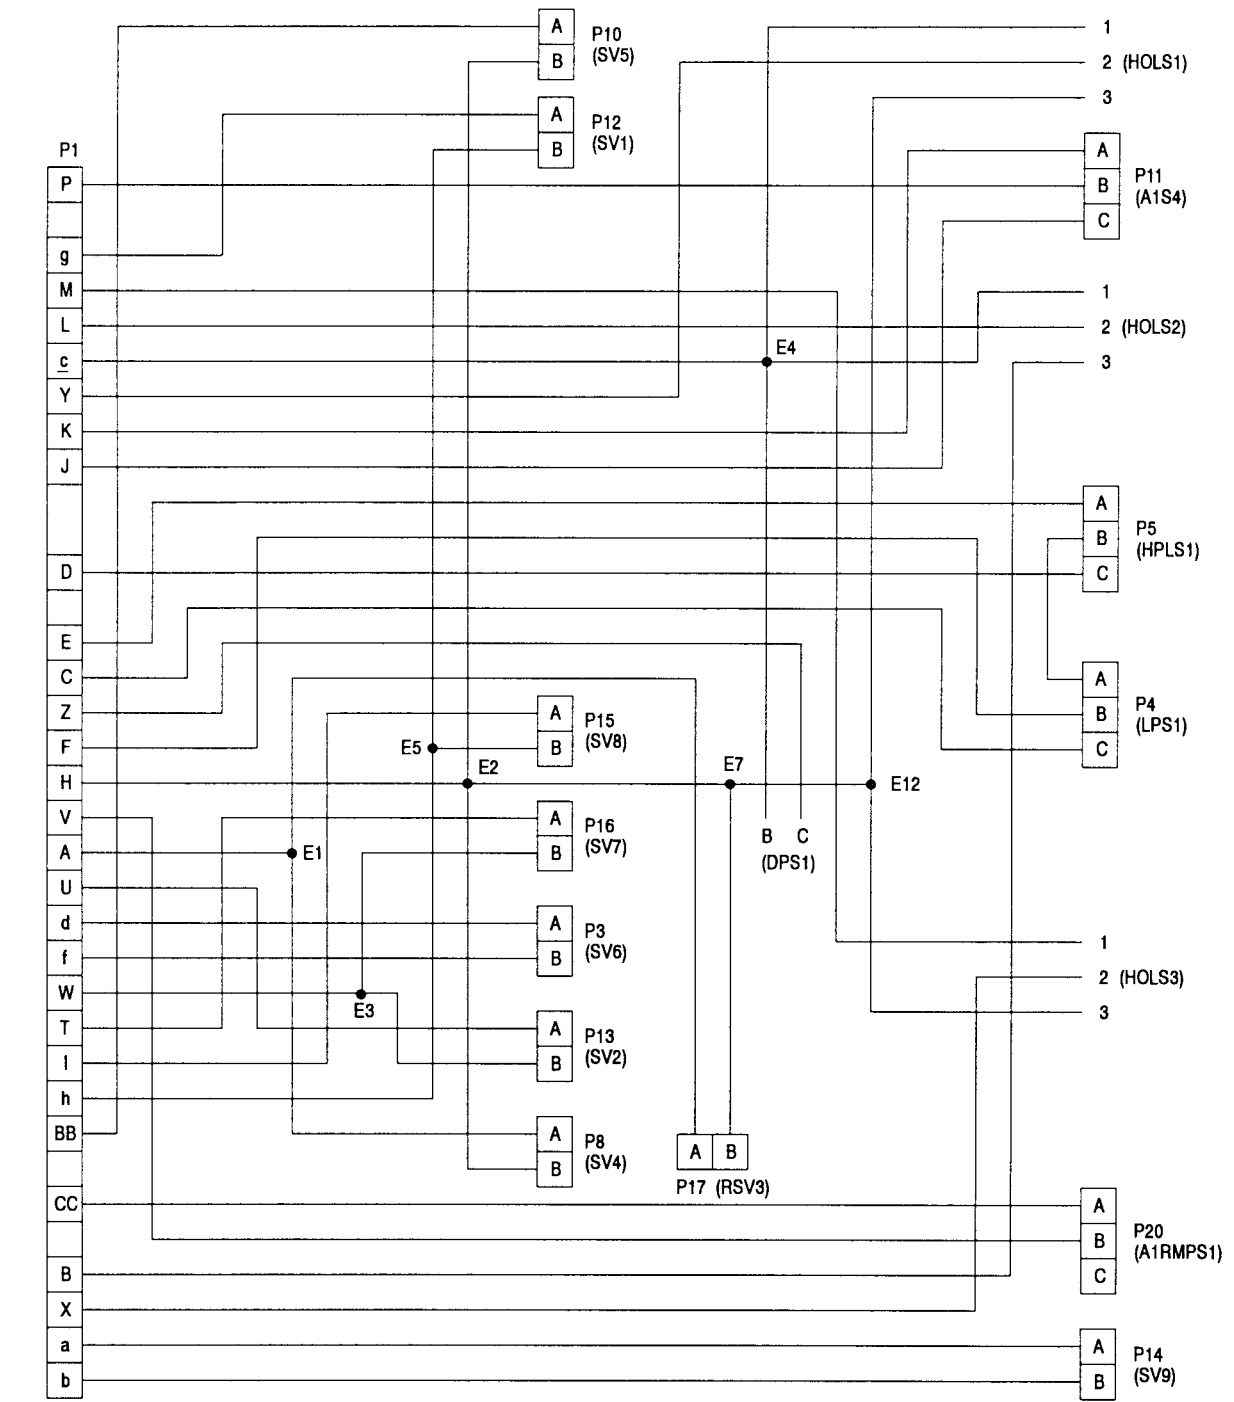 A
P10
(SV5)
B
1
2 (HOLS1)
3
A
P12
(SV1)
B
P1
P
g
M
L
c
Y
K
J
D
E
C
Z
F
H
V
A
U
d
f
W
T
I
h
BB
CC
B
X
a
b
A
B
C
P11
(A1S4)
1
2 (HOLS2)
3
E4
A
B
C
P5
(HPLS1)
A
B
C
P4
(LPS1)
A
B
P15
(SV8)
E5
E2
E7
E12
A
B
P16
(SV7)
B C
(DPS1)
E1
A
B
P3
(SV6)
E3
1
2 (HOLS3)
3
A
B
P13
(SV2)
A
B
P8
(SV4)
A B
P17 (RSV3)
A
B
C
P20
(A1RMPS1)
A
B
P14
(SV9)